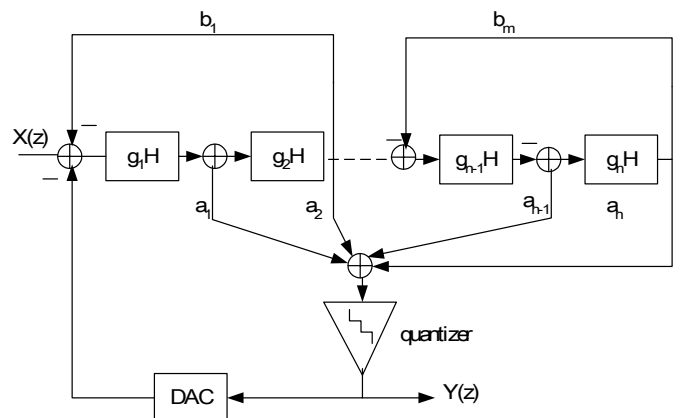 b1 bm
X(z) − − −
g1H g2H gn-1H gnH
−
a1 a2 an-1 an
quantizer
DAC Y(z)